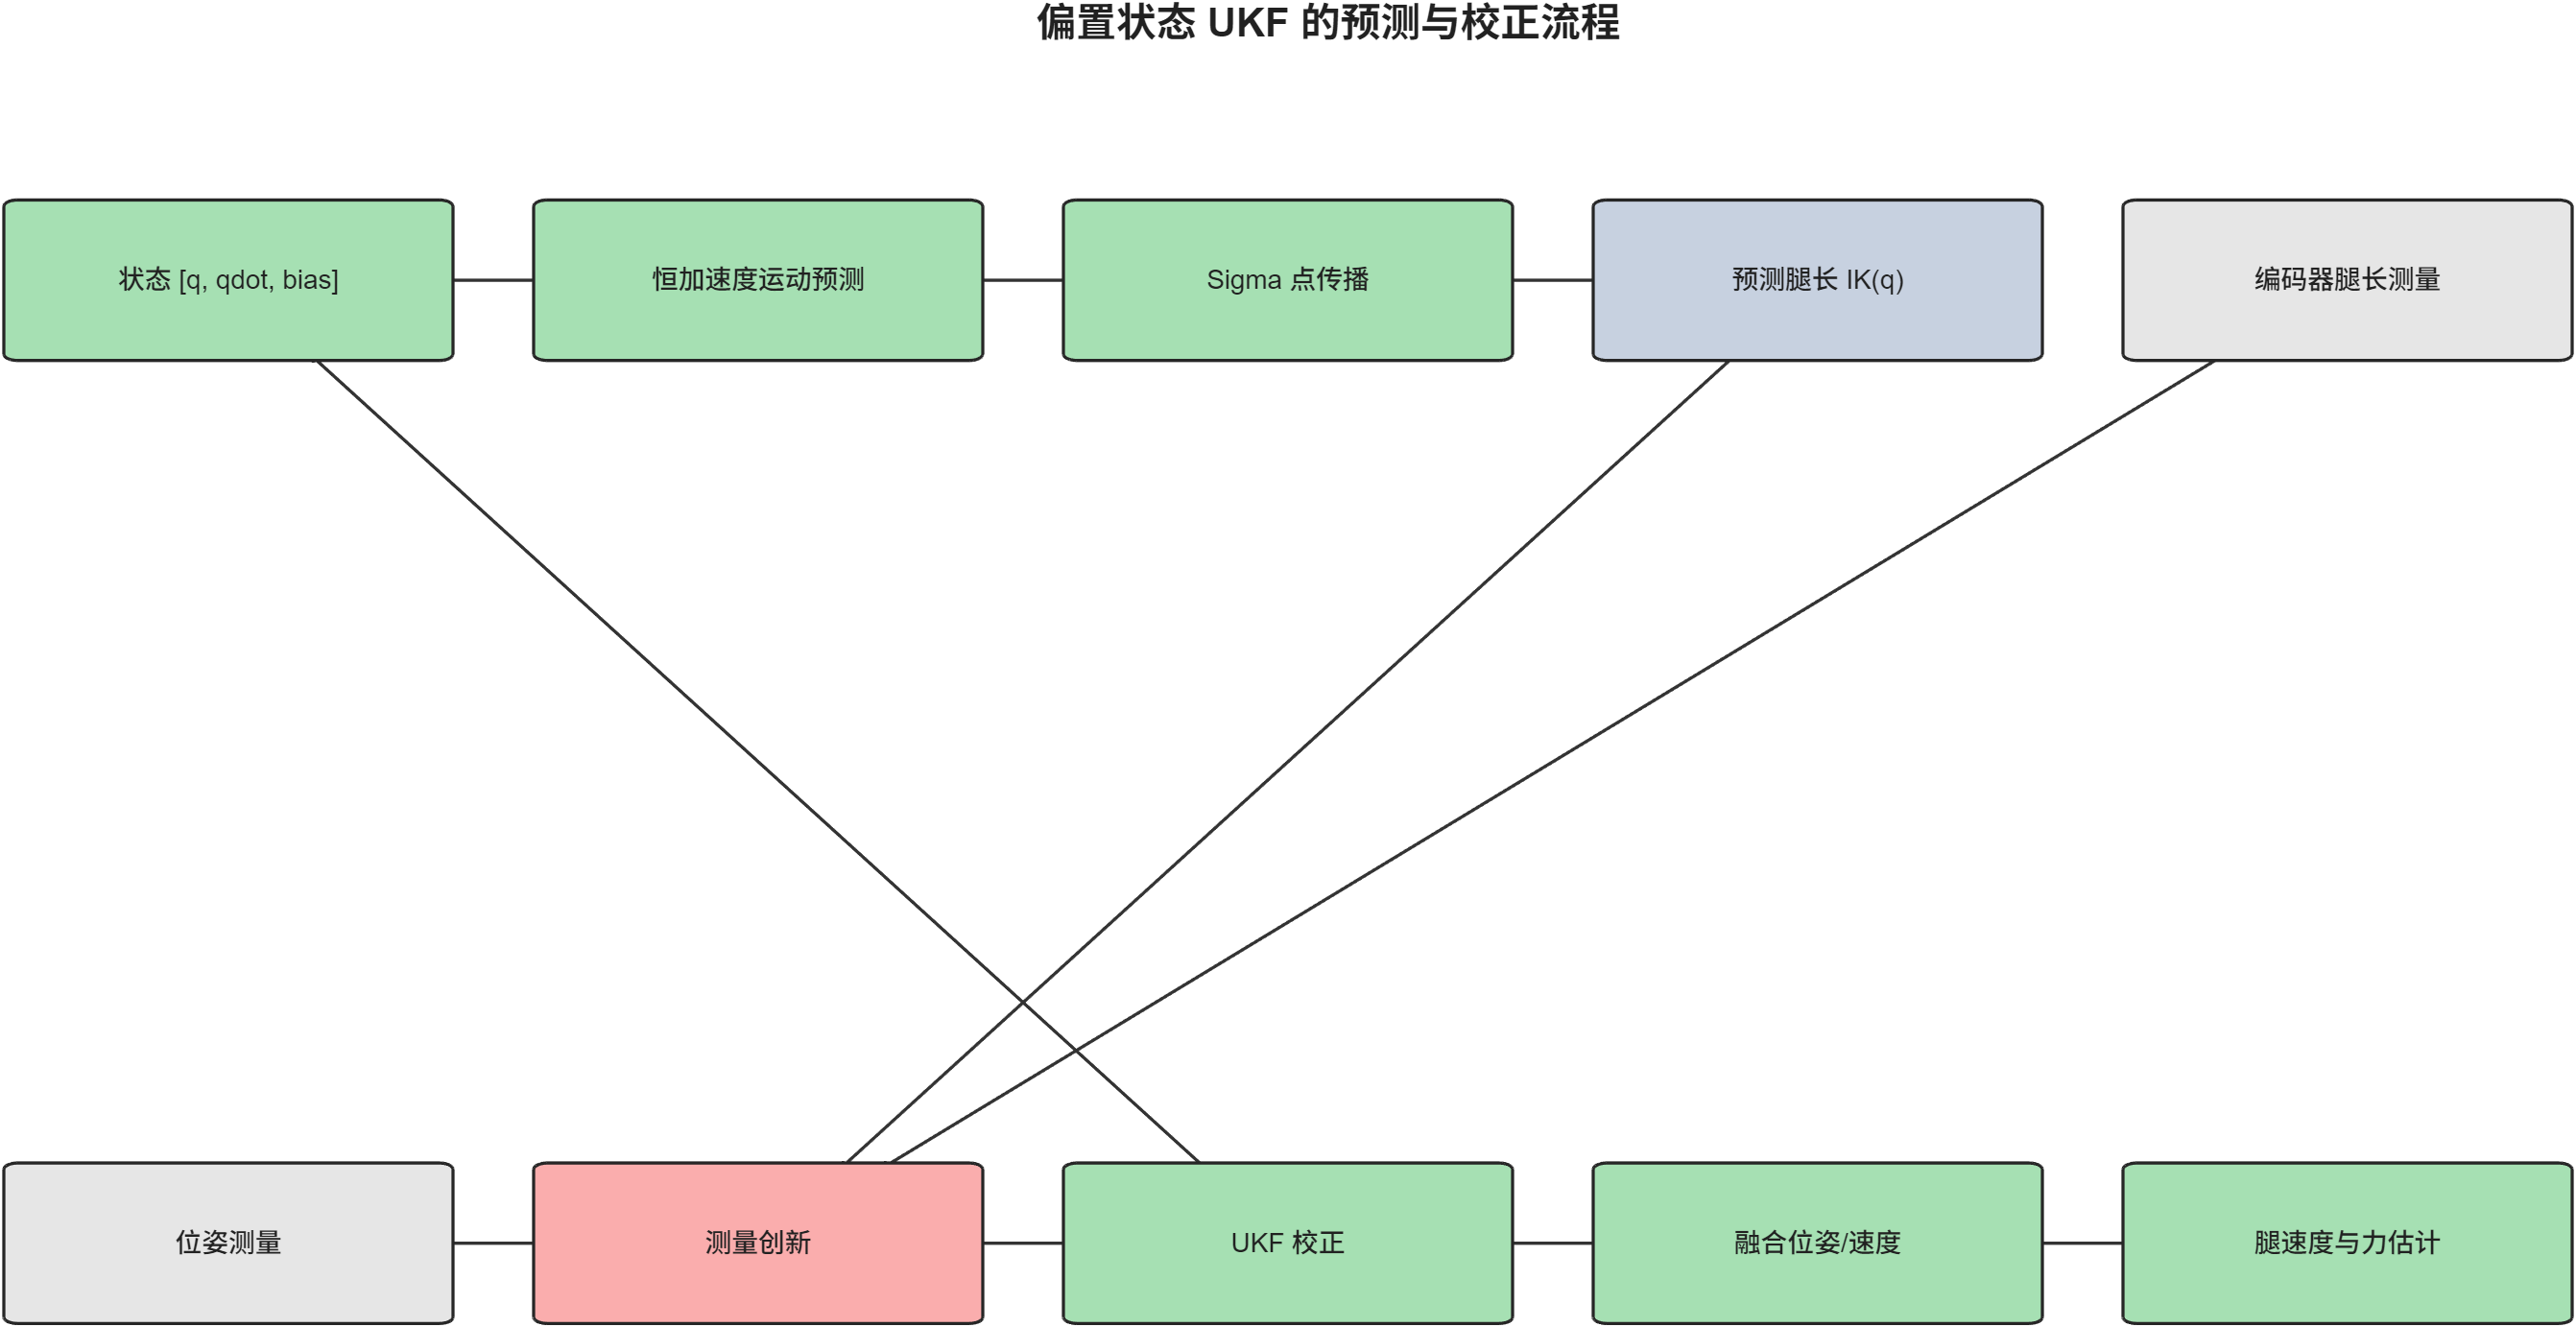 偏置状态 UKF 的预测与校正流程
状态 [q, qdot, bias]
恒加速度运动预测
Sigma 点传播
预测腿长 IK(q)
编码器腿长测量
位姿测量
测量创新
UKF 校正
融合位姿/速度
腿速度与力估计